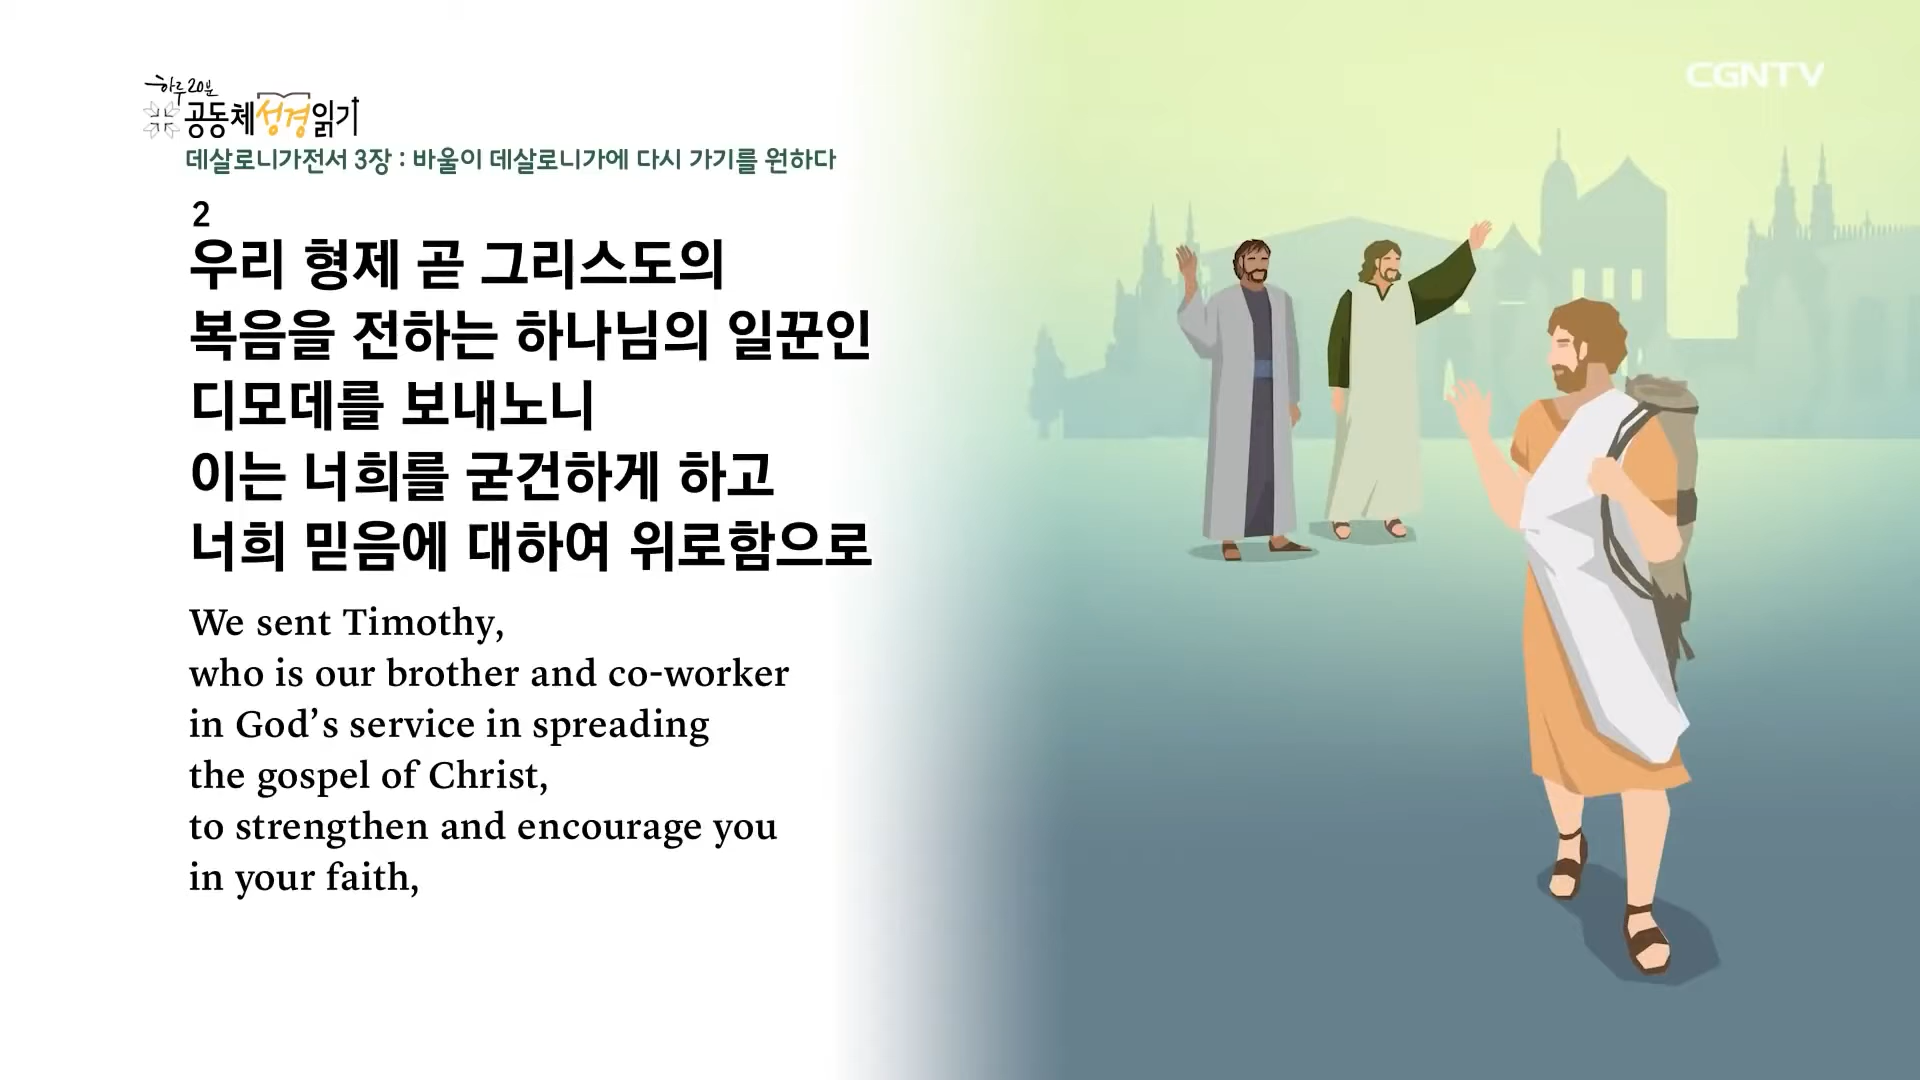 하루 20분
공동체성경읽기
CGNTV
데살로니가전서 3장 : 바울이 데살로니가에 다시 가기를 원하다
2
우리 형제 곧 그리스도의
복음을 전하는 하나님의 일꾼인
디모데를 보내노니
이는 너희를 굳건하게 하고
너희 믿음에 대하여 위로함으로
We sent Timothy,
who is our brother and co-worker
in God’s service in spreading
the gospel of Christ,
to strengthen and encourage you
in your faith,